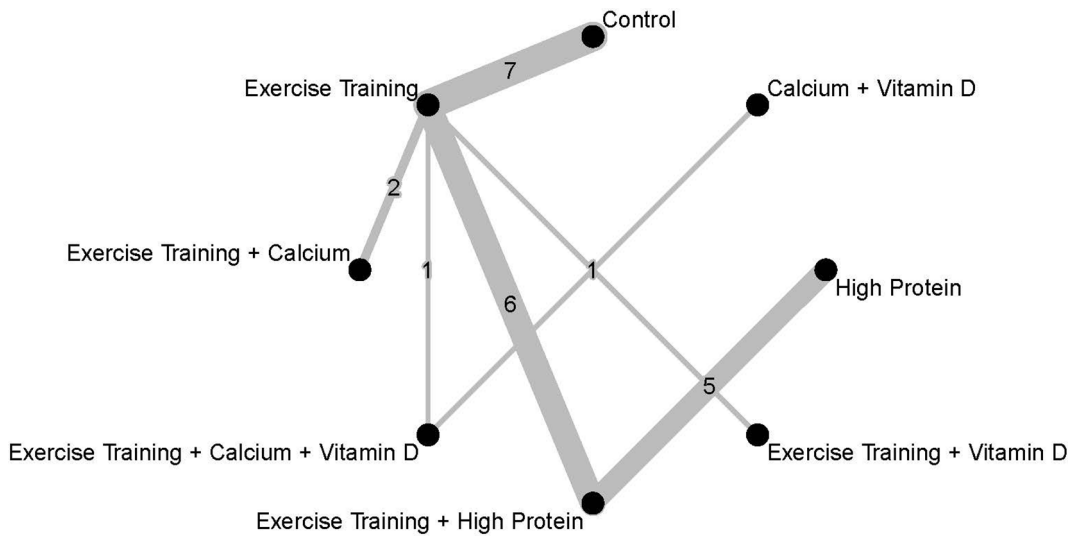 Control
7
Exercise Training
Calcium + Vitamin D
2
Exercise Training + Calcium
1
1
High Protein
6
5
Exercise Training + Calcium + Vitamin D
Exercise Training + Vitamin D
Exercise Training + High Protein